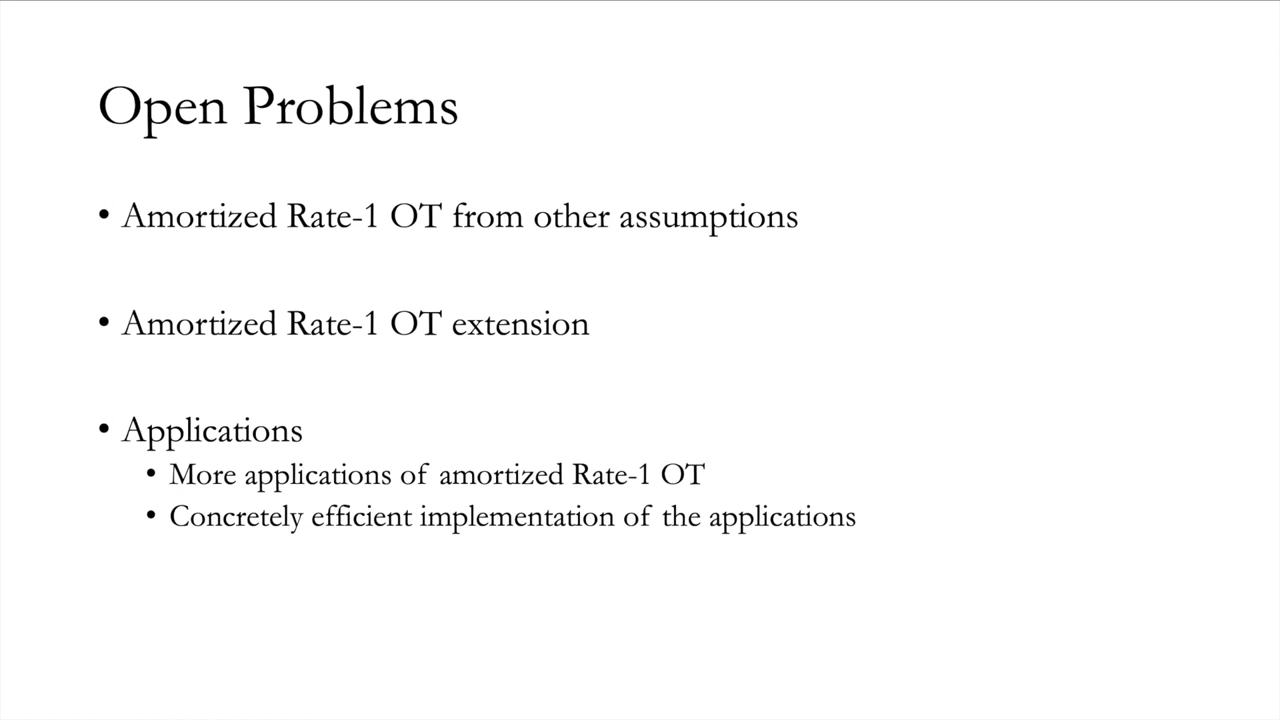 Open Problems
• Amortized Rate-1 OT from other assumptions
• Amortized Rate-1 OT extension
• Applications
• More applications of amortized Rate-1 OT
• Concretely efficient implementation of the applications